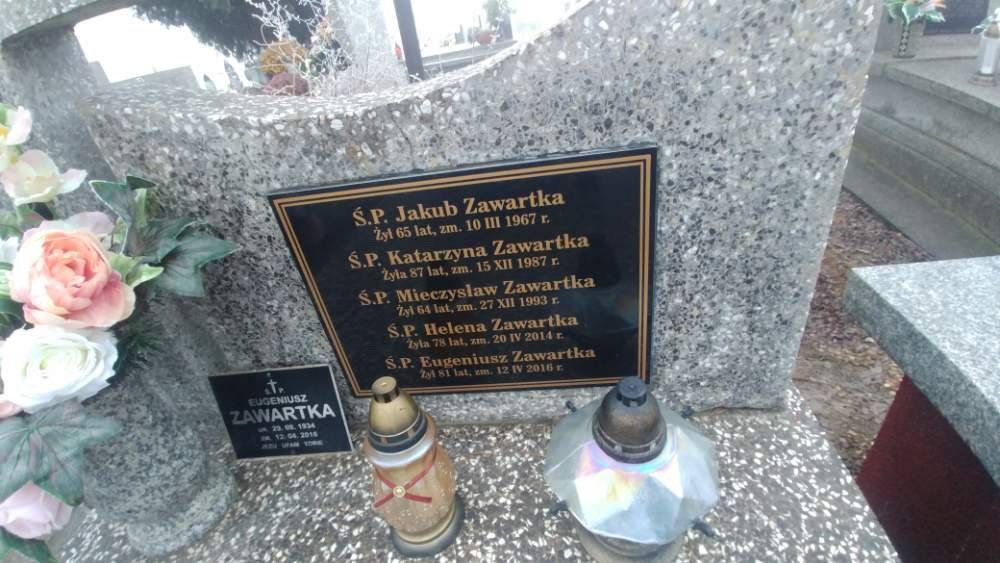 Ś.P. Jakub Zawartka
Żył 65 lat, zm. 10 III 1967 r.
Ś.P. Katarzyna Zawartka
Żyła 87 lat, zm. 15 XII 1987 r.
Ś.P. Mieczysław Zawartka
Żył 64 lat, zm. 27 XII 1993 r.
Ś.P. Helena Zawartka
Żyła 78 lat, zm. 20 IV 2014 r.
Ś.P. Eugeniusz Zawartka
Żył 81 lat, zm. 12 IV 2016 r.
Ś P
EUGENIUSZ
ZAWARTKA
UR. 29. 08. 1934
ZM. 12. 04. 2016
JEZU UFAM TOBIE